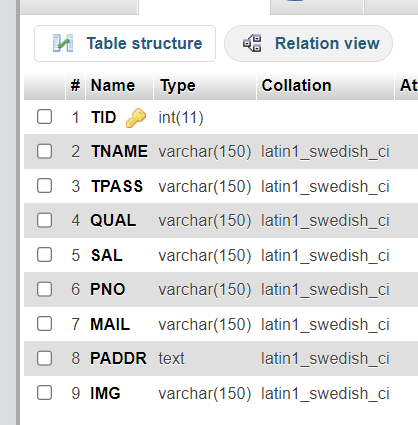 Table structure Relation view
# Name Type Collation At
1 TID int(11)
2 TNAME varchar(150) latin1_swedish_ci
3 TPASS varchar(150) latin1_swedish_ci
4 QUAL varchar(150) latin1_swedish_ci
5 SAL varchar(150) latin1_swedish_ci
6 PNO varchar(150) latin1_swedish_ci
7 MAIL varchar(150) latin1_swedish_ci
8 PADDR text latin1_swedish_ci
9 IMG varchar(150) latin1_swedish_ci